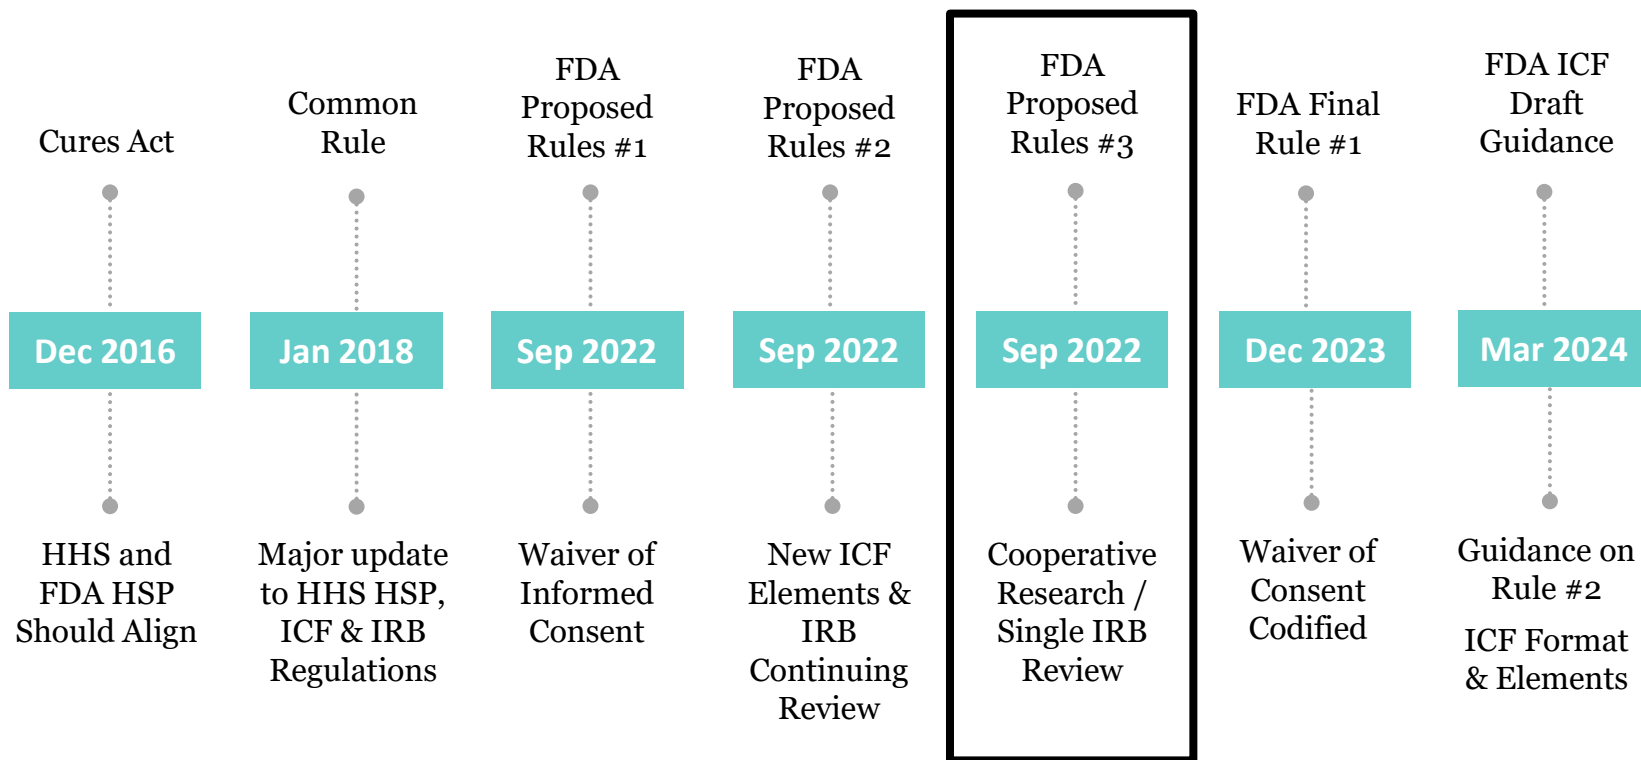 Cures Act
Common
Rule
FDA
Proposed
Rules #1
FDA
Proposed
Rules #2
FDA
Proposed
Rules #3
FDA Final
Rule #1
FDA ICF
Draft
Guidance
Dec 2016
Jan 2018
Sep 2022
Sep 2022
Sep 2022
Dec 2023
Mar 2024
HHS and
FDA HSP
Should Align
Major update
to HHS HSP,
ICF & IRB
Regulations
Waiver of
Informed
Consent
New ICF
Elements &
IRB
Continuing
Review
Cooperative
Research /
Single IRB
Review
Waiver of
Consent
Codified
Guidance on
Rule #2
ICF Format
& Elements